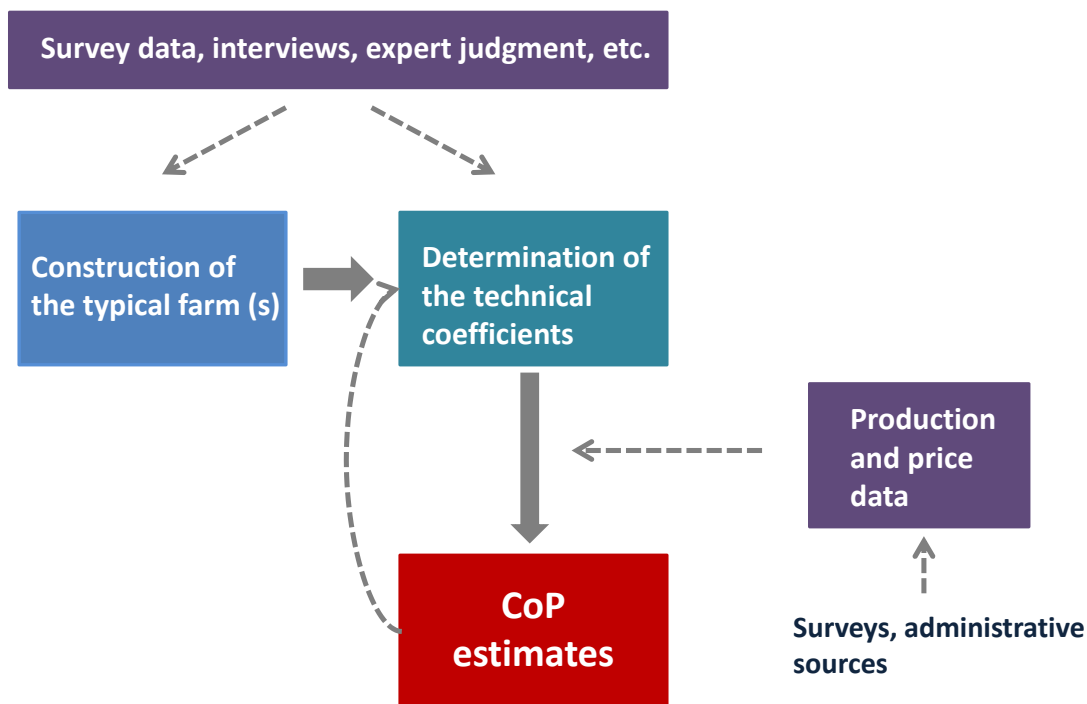 Survey data, interviews, expert judgment, etc.
Construction of
the typical farm (s)
Determination of
the technical
coefficients
Production
and price
data
CoP
estimates
Surveys, administrative
sources